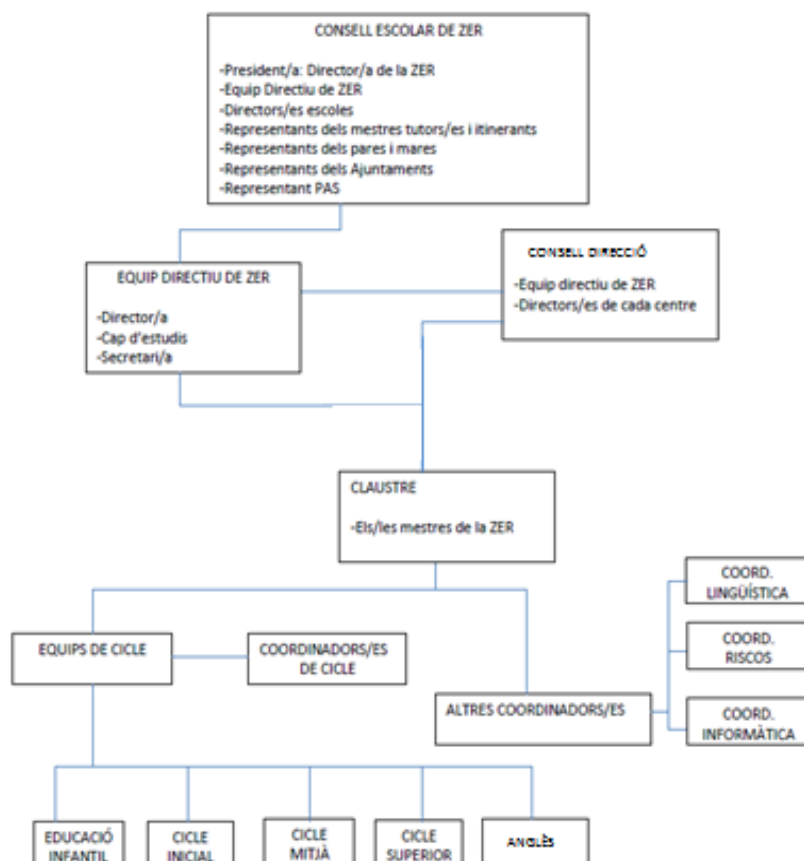 CONSELL ESCOLAR DE ZER
-President/a: Director/a de la ZER
-Equip Directiu de ZER
-Directors/es escoles
-Representants dels mestres tutors/es i itinerants
-Representants dels pares i mares
-Representants dels Ajuntaments
-Representant PAS
EQUIP DIRECTIU DE ZER
-Director/a
-Cap d'estudis
-Secretari/a
CONSELL DIRECCIÓ
-Equip directiu de ZER
-Directors/es de cada centre
CLAUSTRE
-Els/les mestres de la ZER
EQUIPS DE CICLE
COORDINADORS/ES
DE CICLE
ALTRES COORDINADORS/ES
COORD.
LINGÜÍSTICA
COORD.
RISCOS
COORD.
INFORMÀTICA
EDUCACIÓ
INFANTIL
CICLE
INICIAL
CICLE
MITJÀ
CICLE
SUPERIOR
ANGLÈS